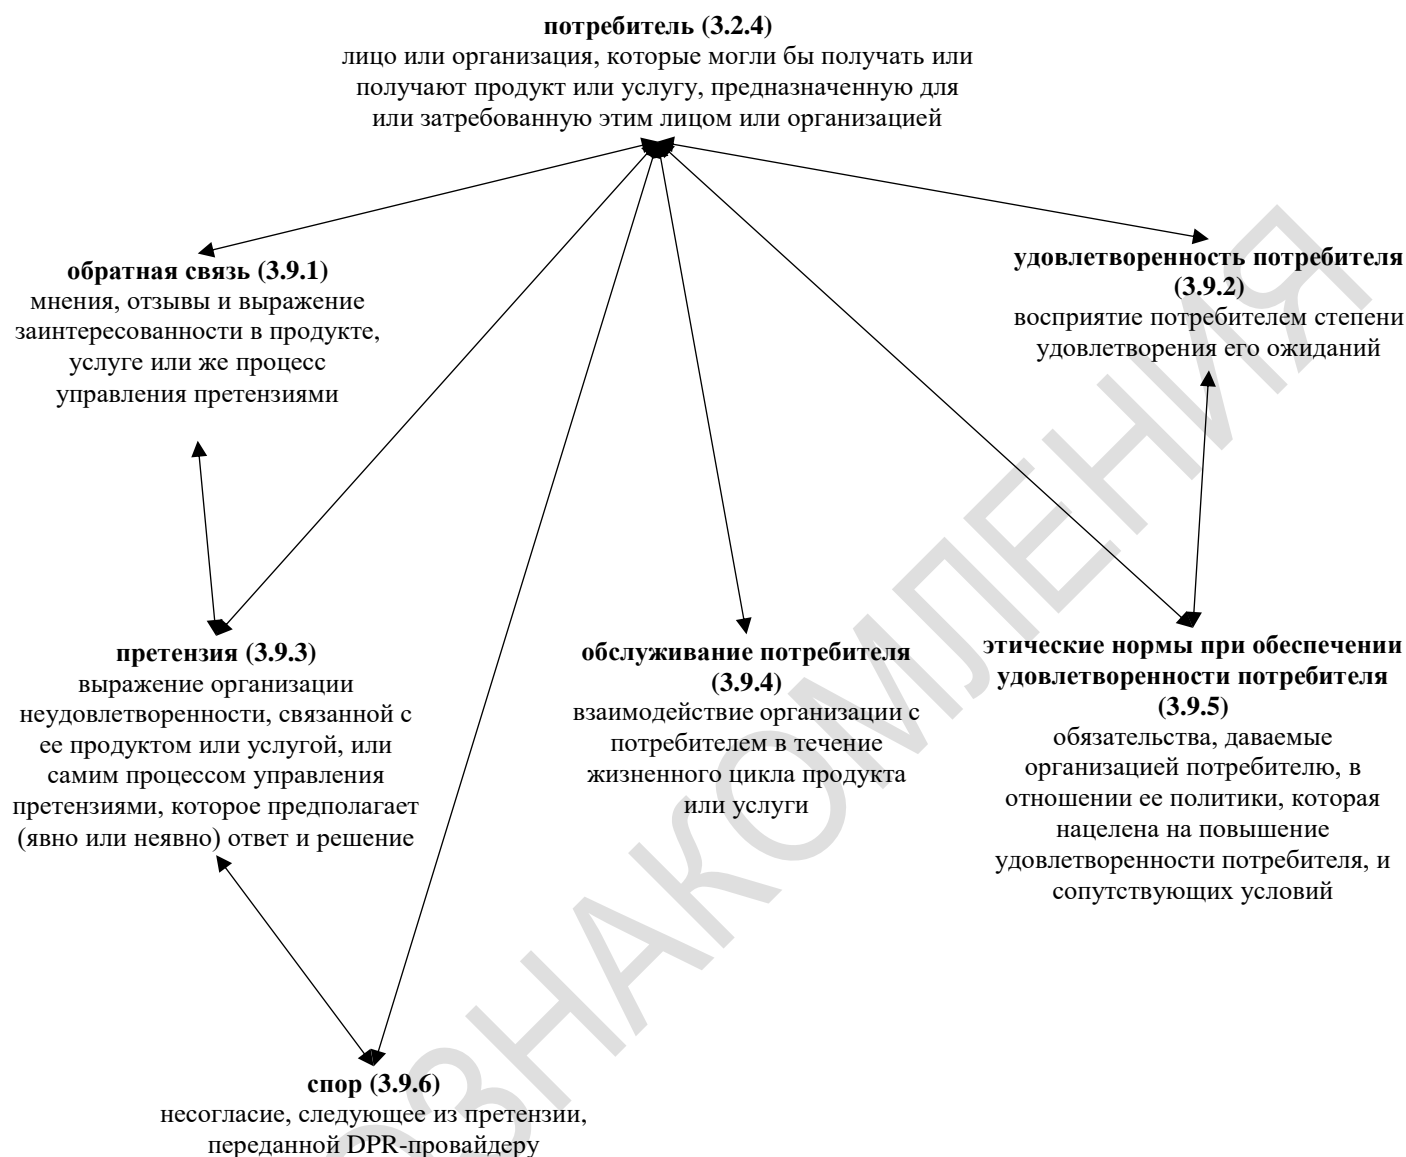 потребитель (3.2.4)
лицо или организация, которые могли бы получать или
получают продукт или услугу, предназначенную для
или затребованную этим лицом или организацией
обратная связь (3.9.1)
мнения, отзывы и выражение
заинтересованности в продукте,
услуге или же процесс
управления претензиями
удовлетворенность потребителя
(3.9.2)
восприятие потребителем степени
удовлетворения его ожиданий
претензия (3.9.3)
выражение организации
неудовлетворенности, связанной с
ее продуктом или услугой, или
самим процессом управления
претензиями, которое предполагает
(явно или неявно) ответ и решение
обслуживание потребителя
(3.9.4)
взаимодействие организации с
потребителем в течение
жизненного цикла продукта
или услуги
этические нормы при обеспечении
удовлетворенности потребителя
(3.9.5)
обязательства, даваемые
организацией потребителю, в
отношении ее политики, которая
нацелена на повышение
удовлетворенности потребителя, и
сопутствующих условий
спор (3.9.6)
несогласие, следующее из претензии,
переданной DPR-провайдеру
ОЗНАКОМЛЕНИЯ